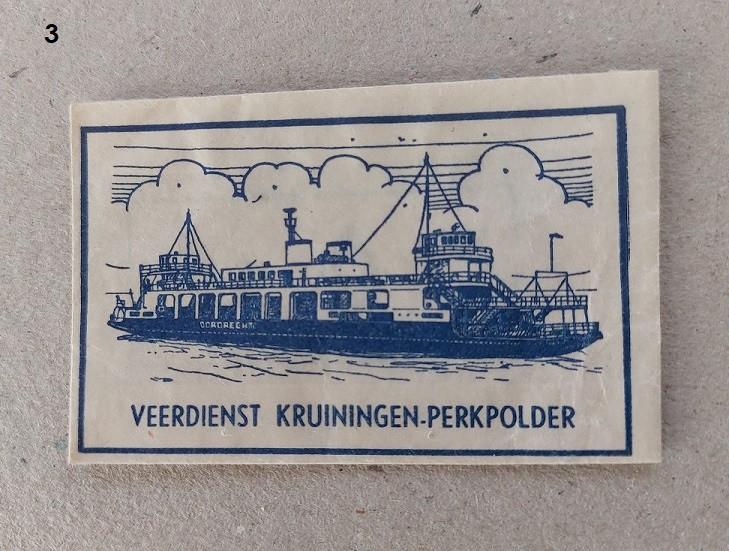 3
DORDRECHT
VEERDIENST KRUININGEN-PERKPOLDER